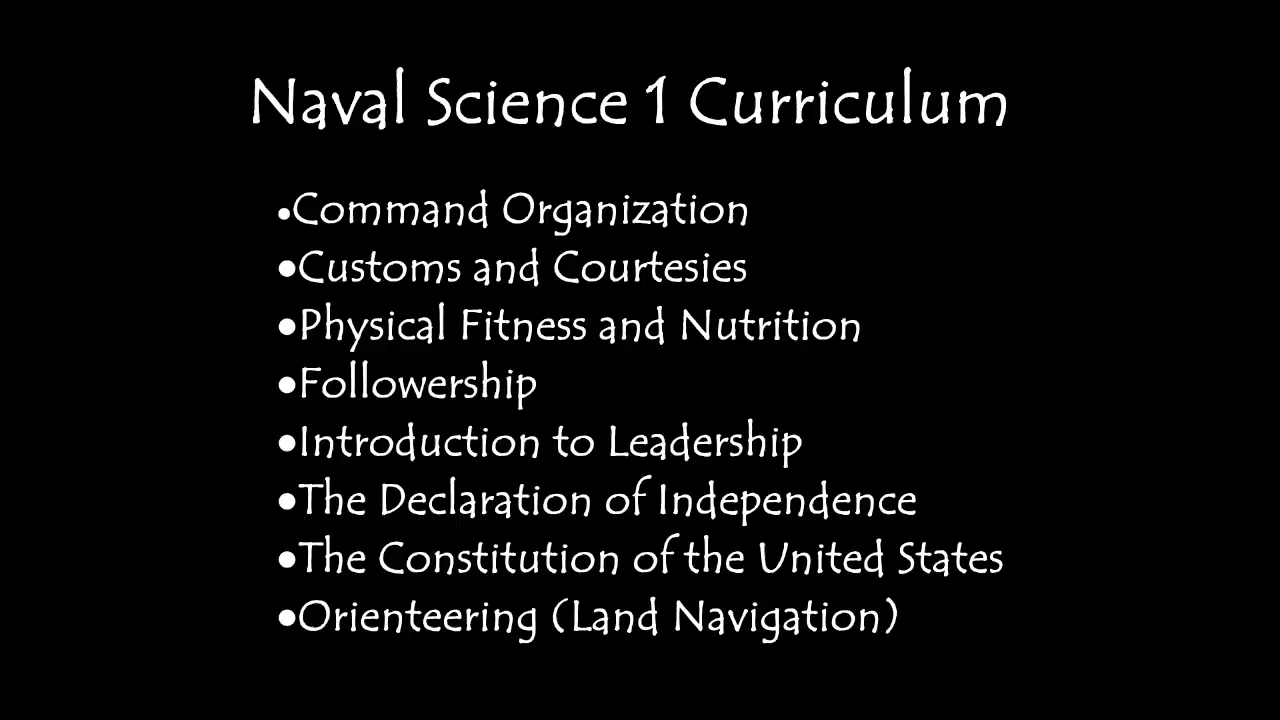 Naval Science 1 Curriculum
•Command Organization
•Customs and Courtesies
•Physical Fitness and Nutrition
•Followership
•Introduction to Leadership
•The Declaration of Independence
•The Constitution of the United States
•Orienteering (Land Navigation)